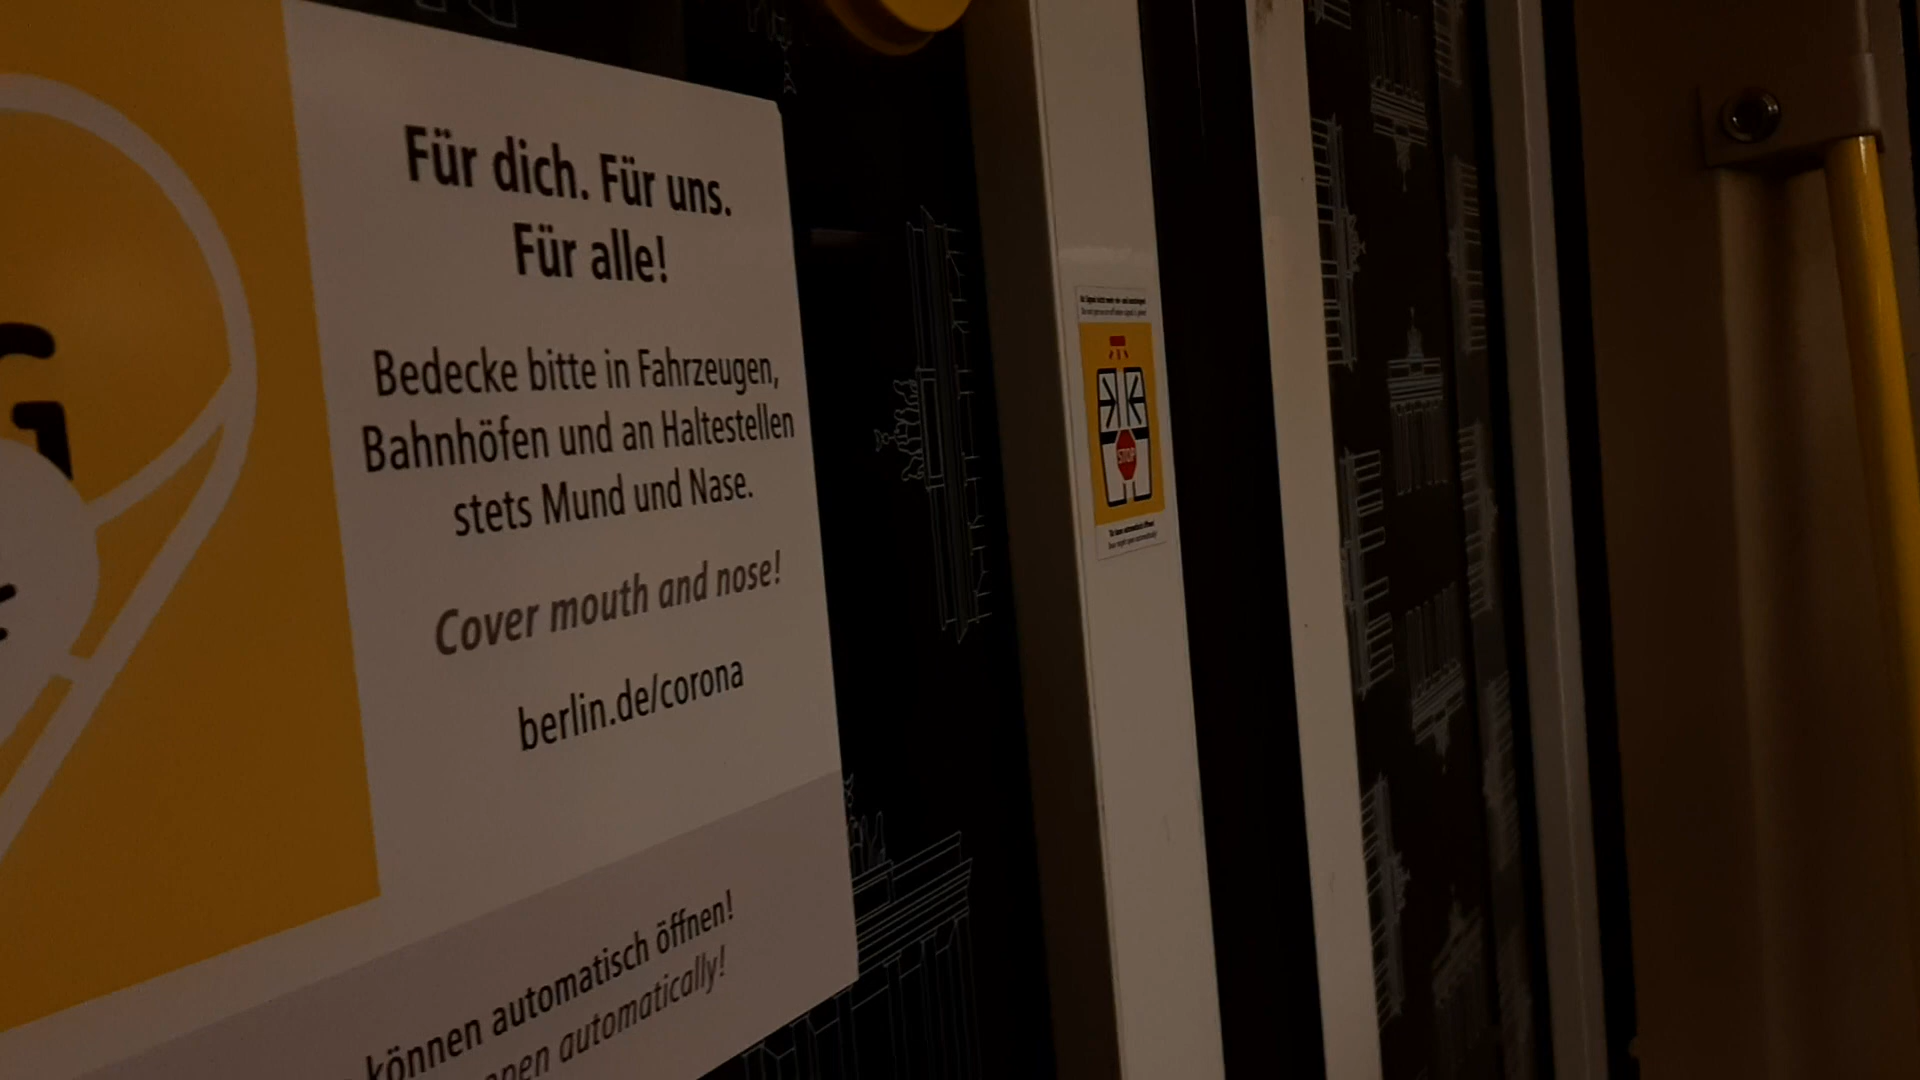 G
Für dich. Für uns.
Für alle!
Bedecke bitte in Fahrzeugen,
Bahnhöfen und an Haltestellen
stets Mund und Nase.
Cover mouth and nose!
berlin.de/corona
können automatisch öffnen!
open automatically!
STOP